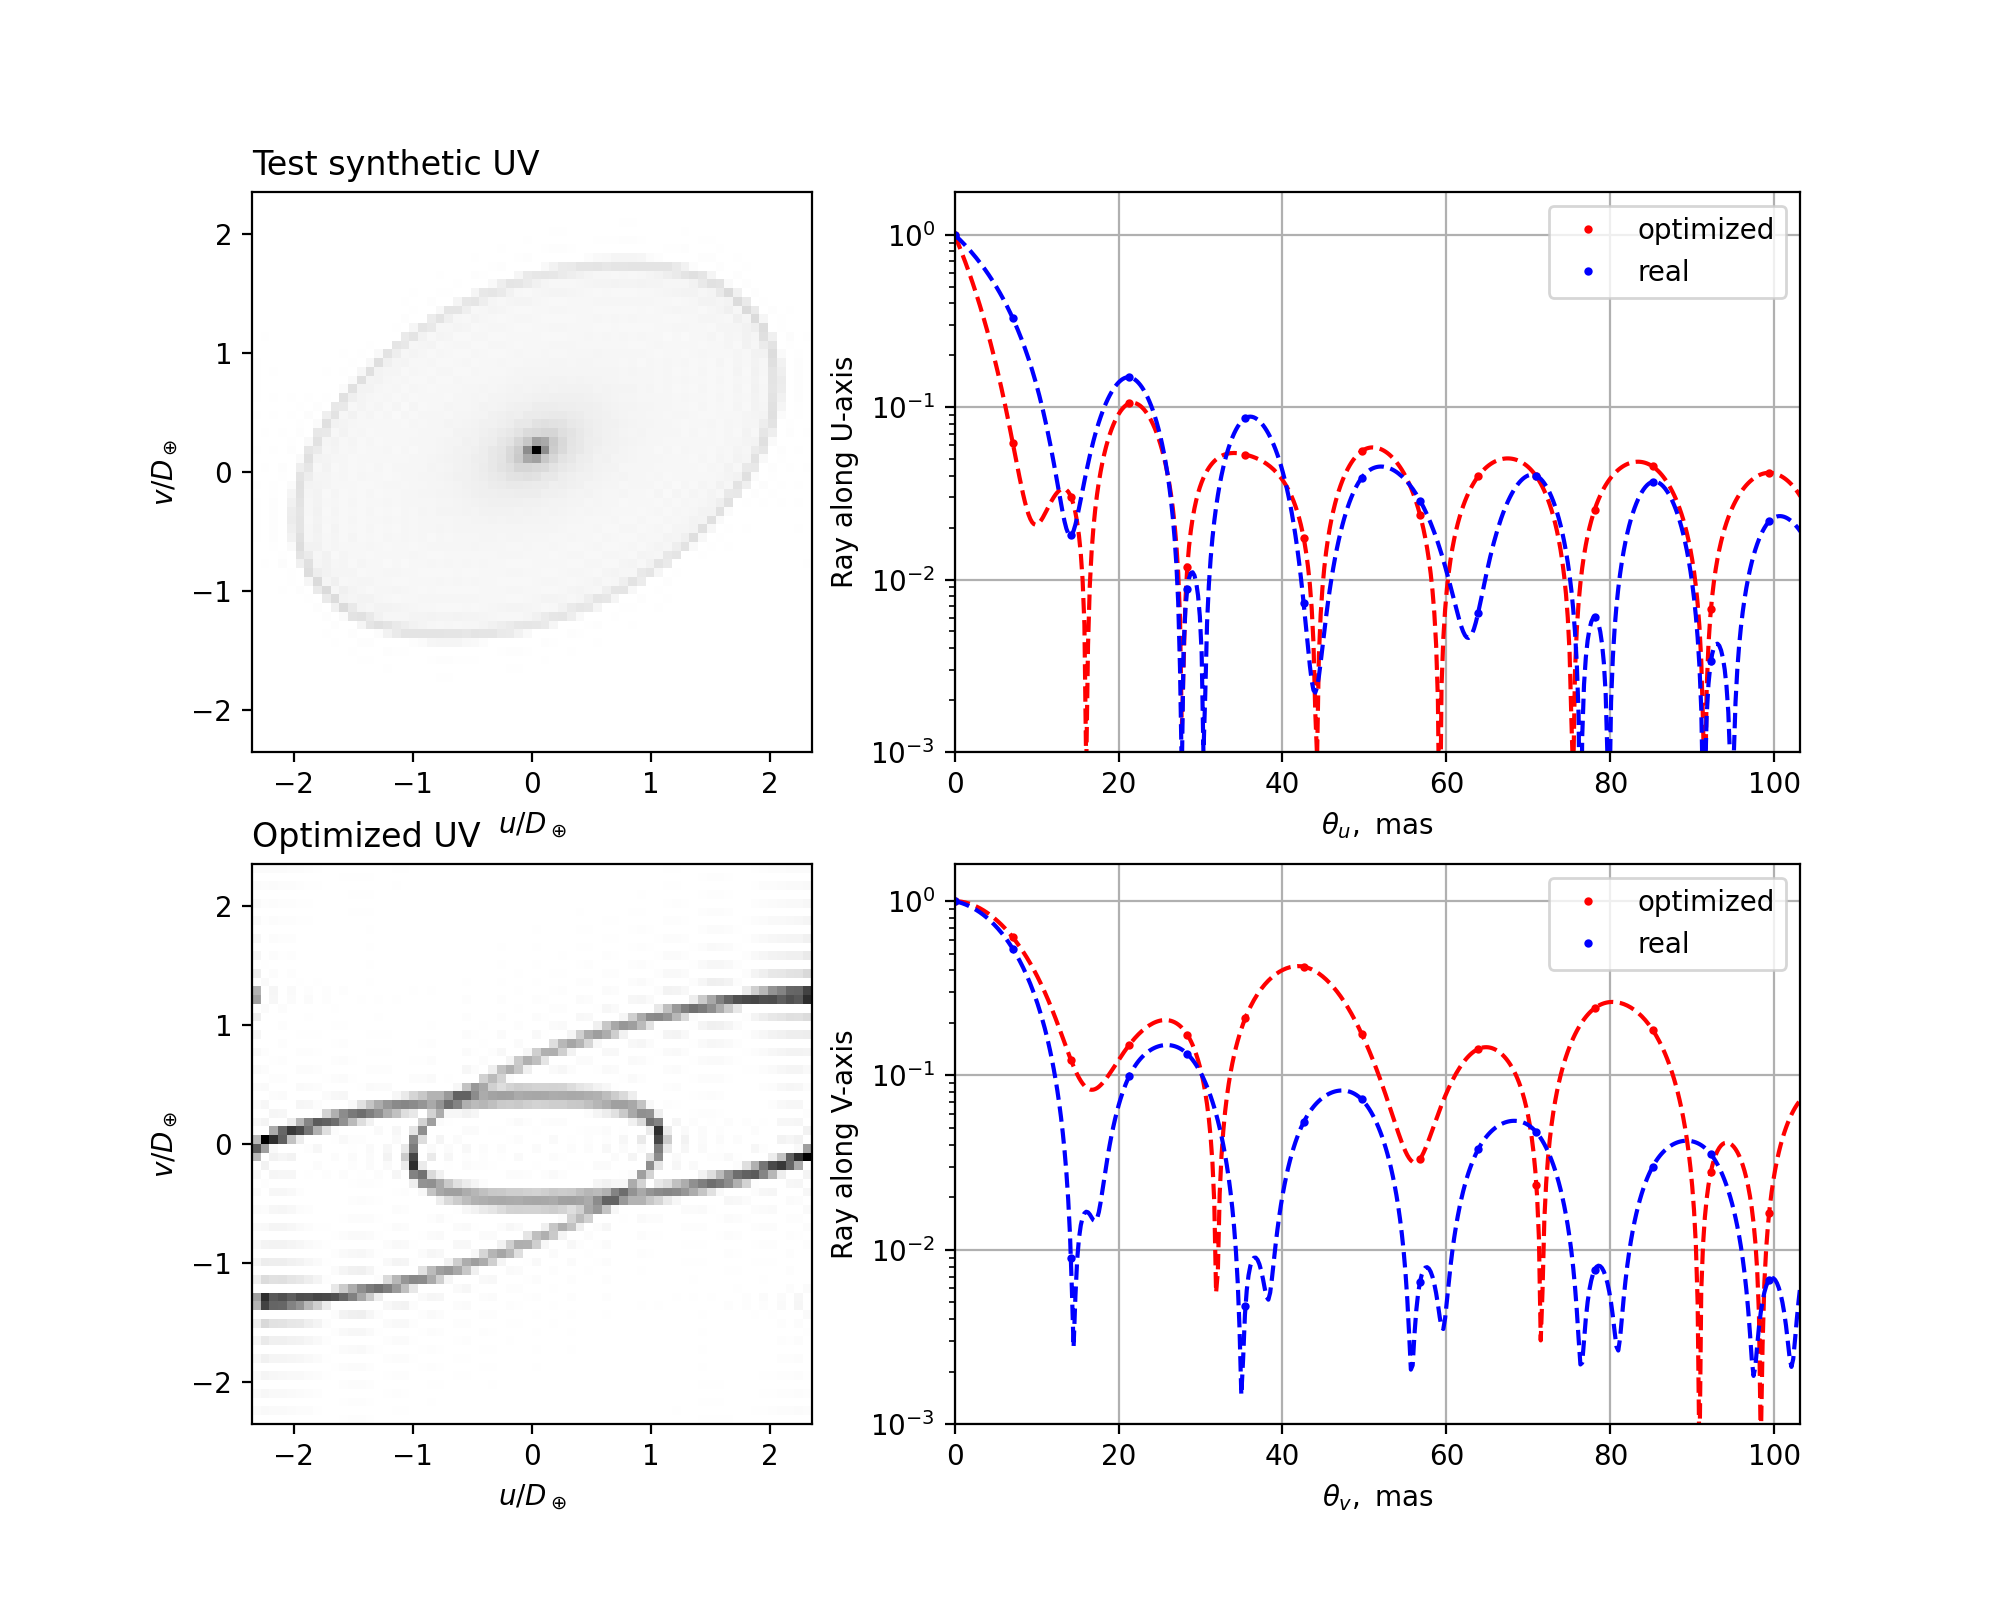 Test synthetic UV
2
1
0
−1
−2
v/D⊕
−2 −1 0 1 2
u/D⊕
10⁰
10⁻¹
10⁻²
10⁻³
Ray along U-axis
optimized
real
0 20 40 60 80 100
θᵤ, mas
Optimized UV
2
1
0
−1
−2
v/D⊕
−2 −1 0 1 2
u/D⊕
10⁰
10⁻¹
10⁻²
10⁻³
Ray along V-axis
optimized
real
0 20 40 60 80 100
θᵥ, mas